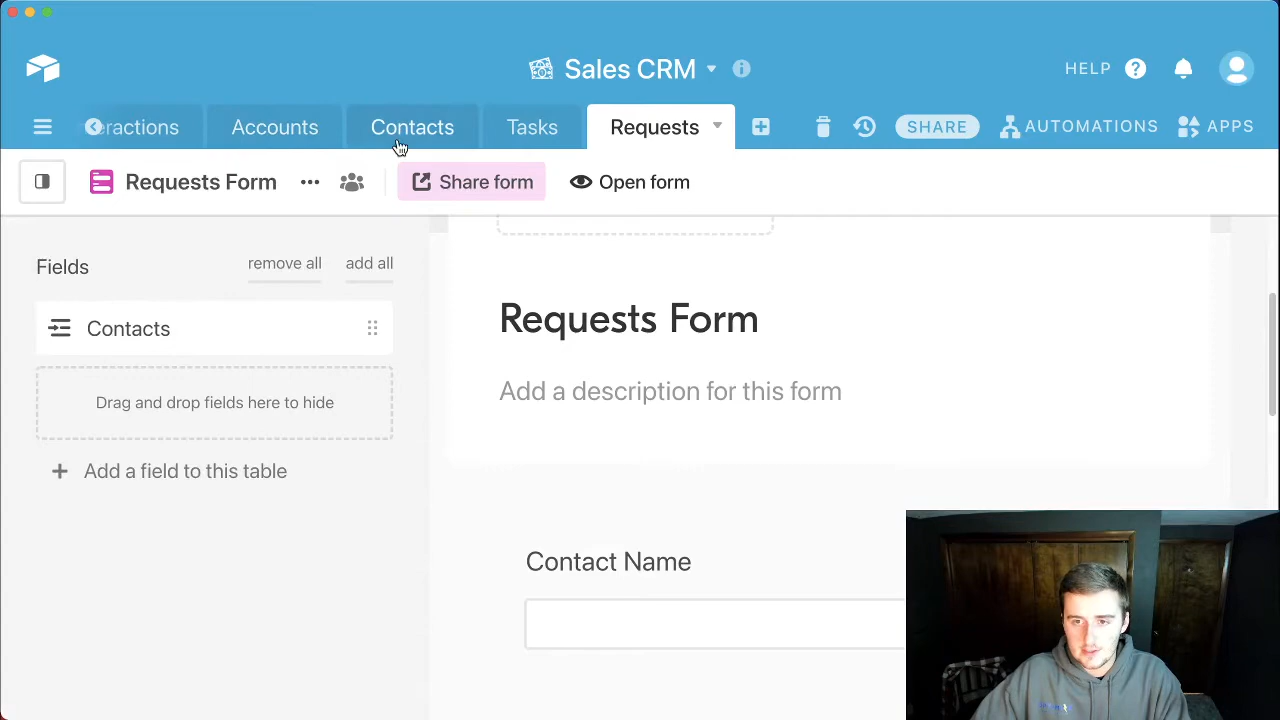 Sales CRM
HELP
eractions
Accounts
Contacts
Tasks
Requests
SHARE
AUTOMATIONS
APPS
Requests Form
Share form
Open form
Fields
remove all
add all
Contacts
Drag and drop fields here to hide
Add a field to this table
Requests Form
Add a description for this form
Contact Name